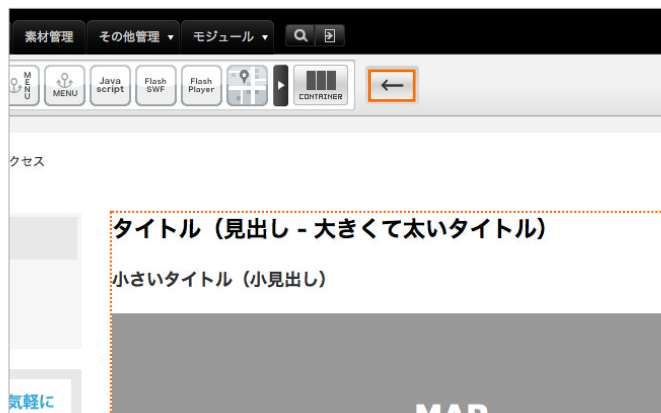 素材管理 その他管理 ▼ モジュール ▼
MENU MENU Java script Flash SWF Flash Player CONTAINER ←
クセス
タイトル（見出し - 大きくて太いタイトル）
小さいタイトル（小見出し）
気軽に
MAP